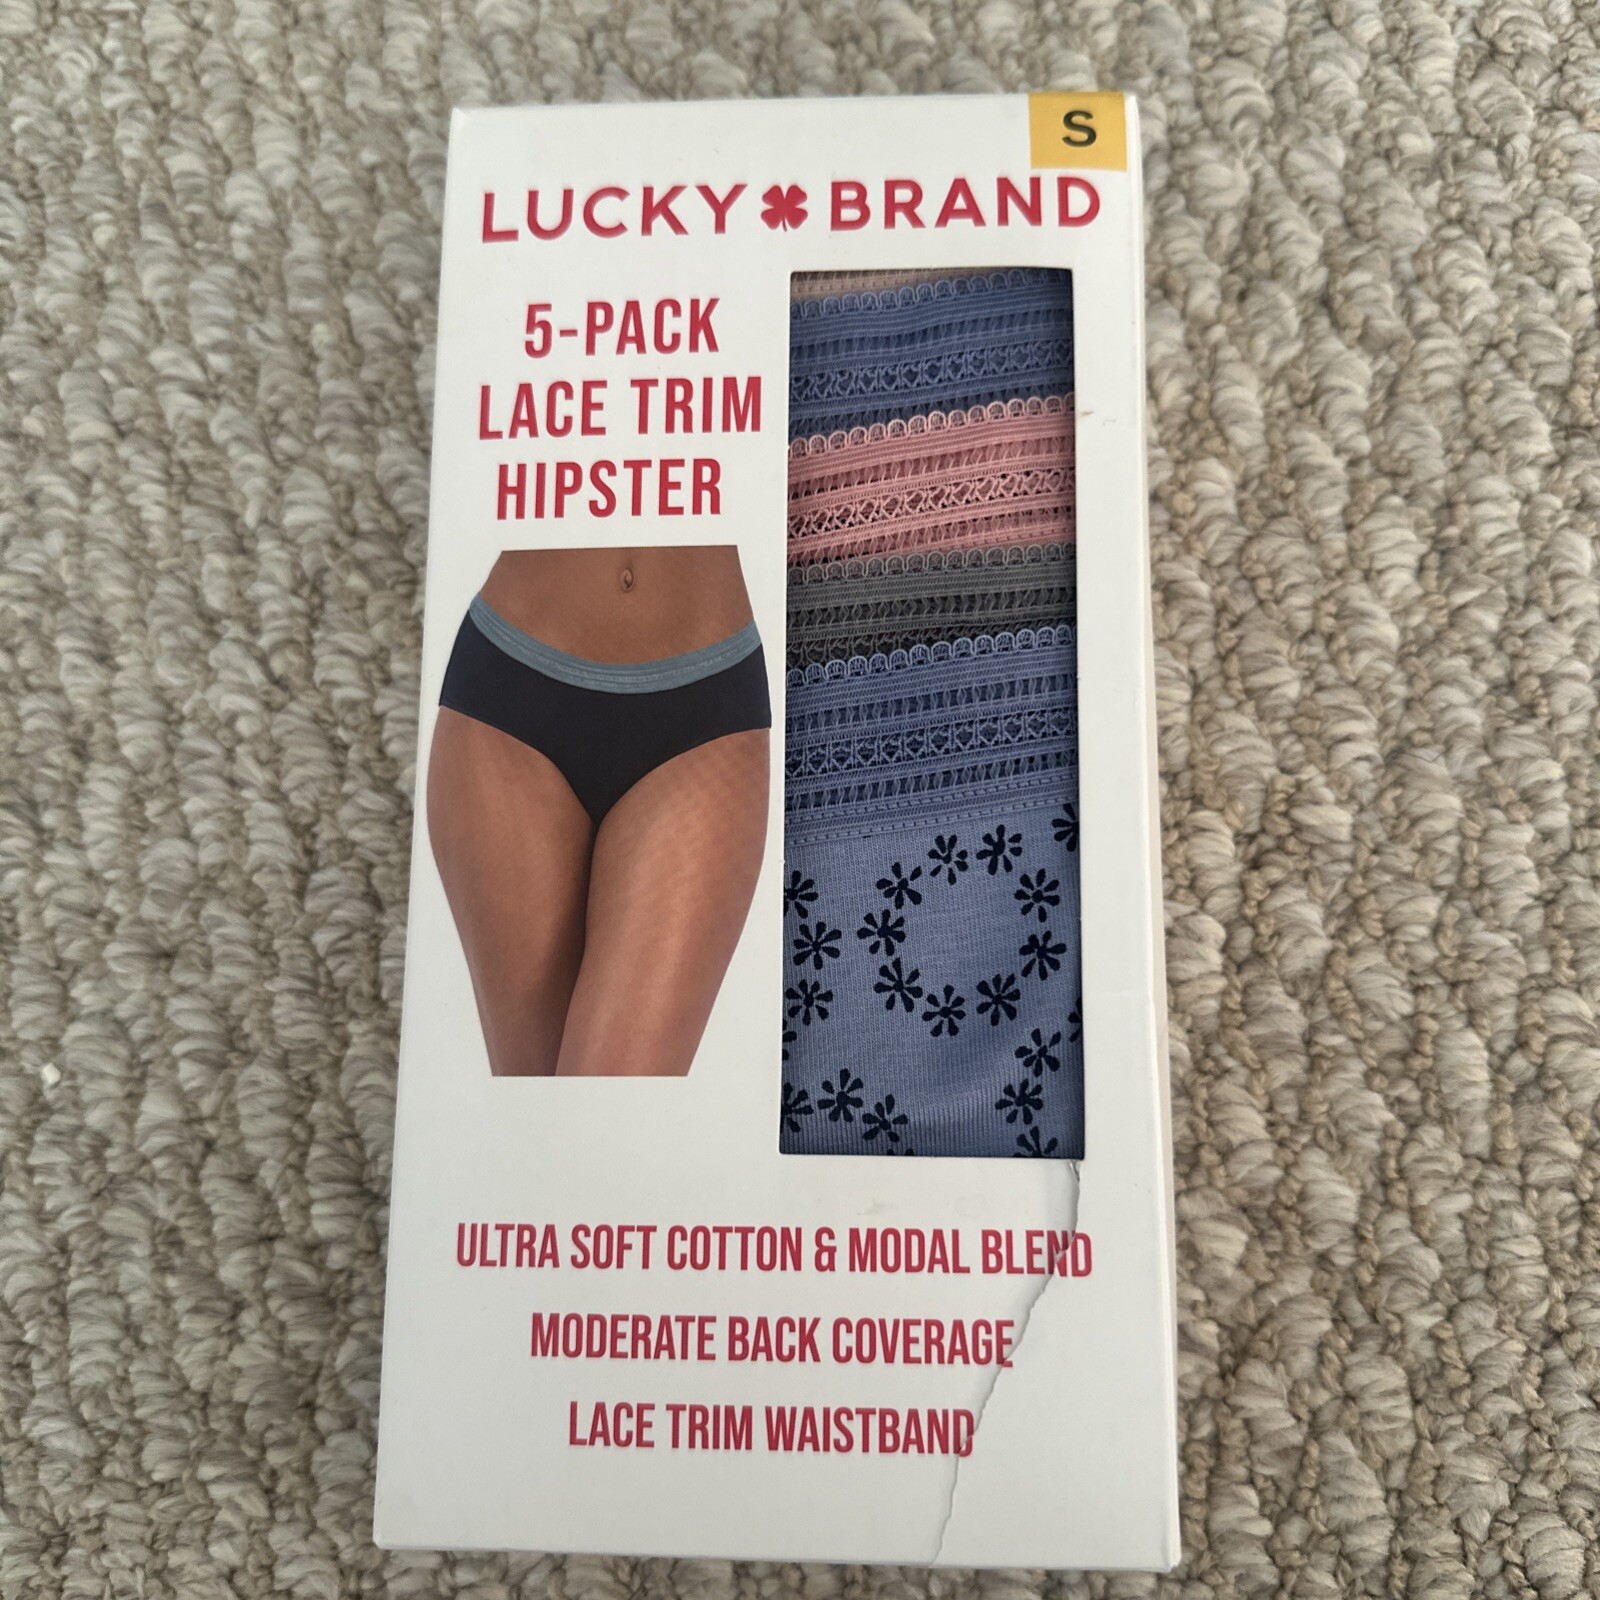 S
LUCKY BRAND
5-PACK
LACE TRIM
HIPSTER
ULTRA SOFT COTTON & MODAL BLEND
MODERATE BACK COVERAGE
LACE TRIM WAISTBAND